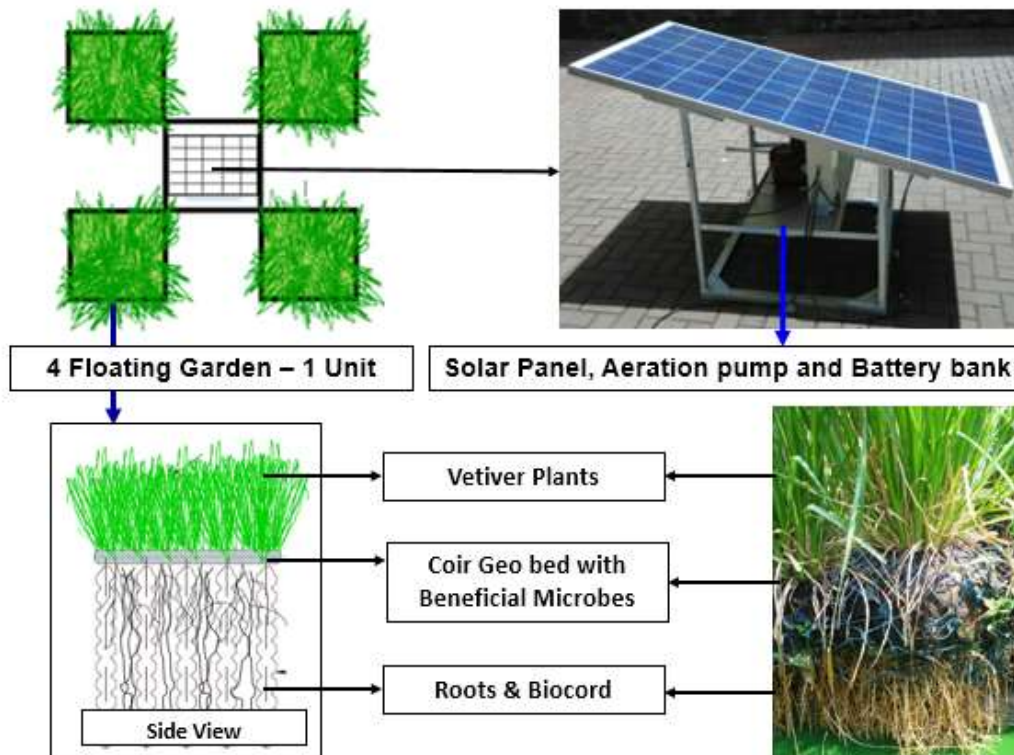 4 Floating Garden – 1 Unit
Solar Panel, Aeration pump and Battery bank
Vetiver Plants
Coir Geo bed with
Beneficial Microbes
Roots & Biocord
Side View